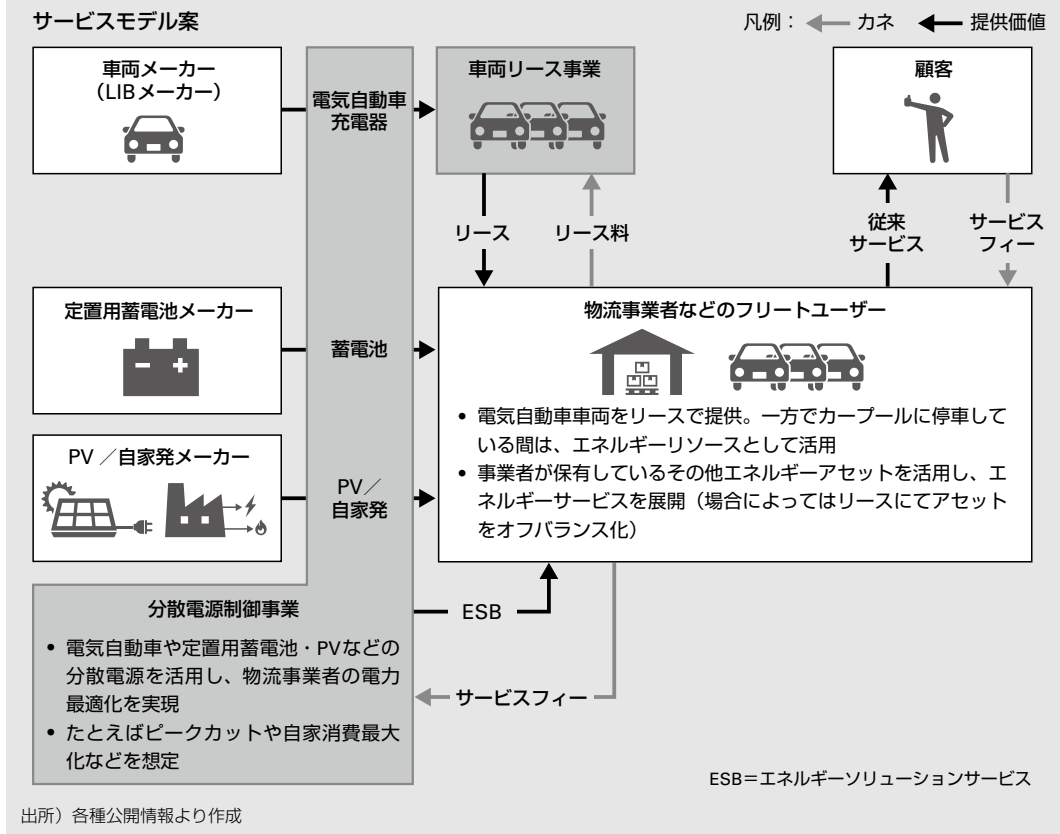 サービスモデル案
凡例： カネ 提供価値
車両メーカー
（LIBメーカー）
電気自動車
充電器
車両リース事業
顧客
リース
リース料
従来
サービス
サービス
フィー
定置用蓄電池メーカー
蓄電池
物流事業者などのフリートユーザー
• 電気自動車車両をリースで提供。一方でカープールに停車して
いる間は、エネルギーリソースとして活用
• 事業者が保有しているその他エネルギーアセットを活用し、エ
ネルギーサービスを展開（場合によってはリースにてアセット
をオフバランス化）
PV／自家発メーカー
PV／
自家発
分散電源制御事業
• 電気自動車や定置用蓄電池・PVなどの
分散電源を活用し、物流事業者の電力
最適化を実現
• たとえばピークカットや自家消費最大
化などを想定
ESB
サービスフィー
ESB＝エネルギーソリューションサービス
出所）各種公開情報より作成